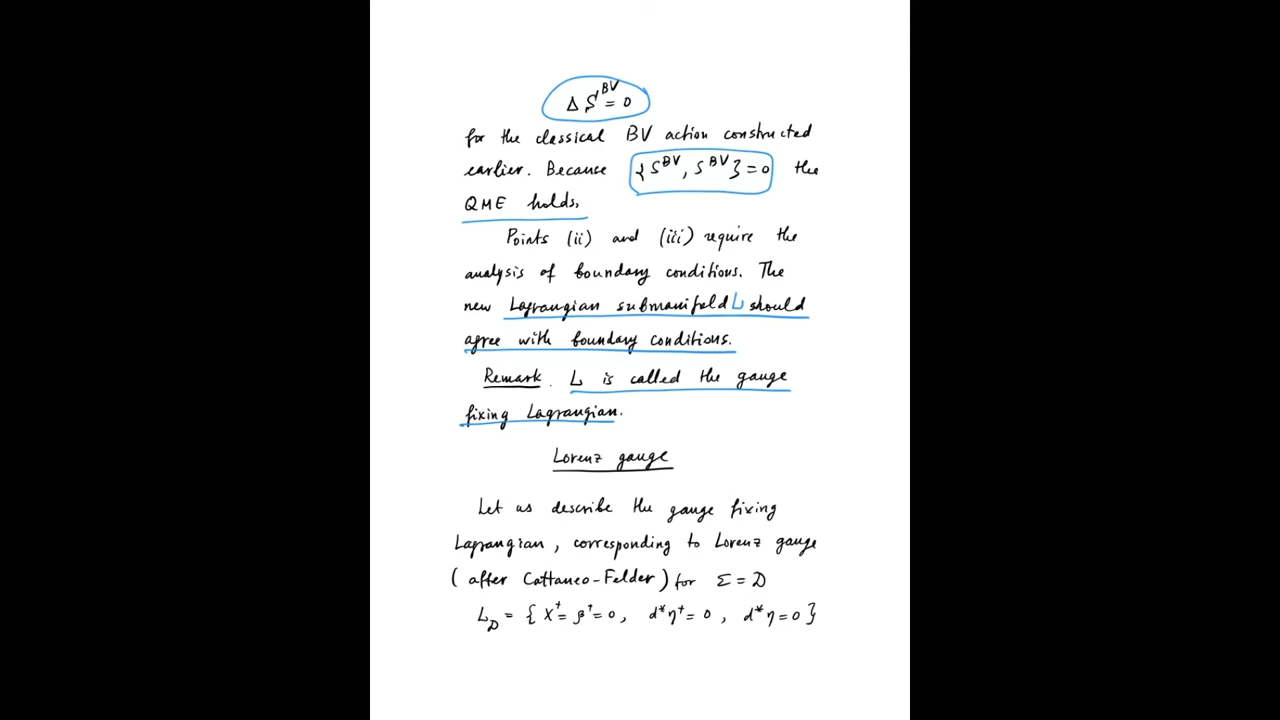 Δ S^BV = 0
for the classical BV action constructed
earlier. Because {S^BV, S^BV} = 0 the
QME holds.
Points (ii) and (iii) require the
analysis of boundary conditions. The
new Lagrangian submanifold L should
agree with boundary conditions.
Remark. L is called the gauge
fixing Lagrangian.
Lorenz gauge
Let us describe the gauge fixing
Lagrangian, corresponding to Lorenz gauge
(after Cattaneo-Felder) for Σ = D
L_D = { X⁺ = β⁺ = 0, d*η⁺ = 0, d*η = 0 }